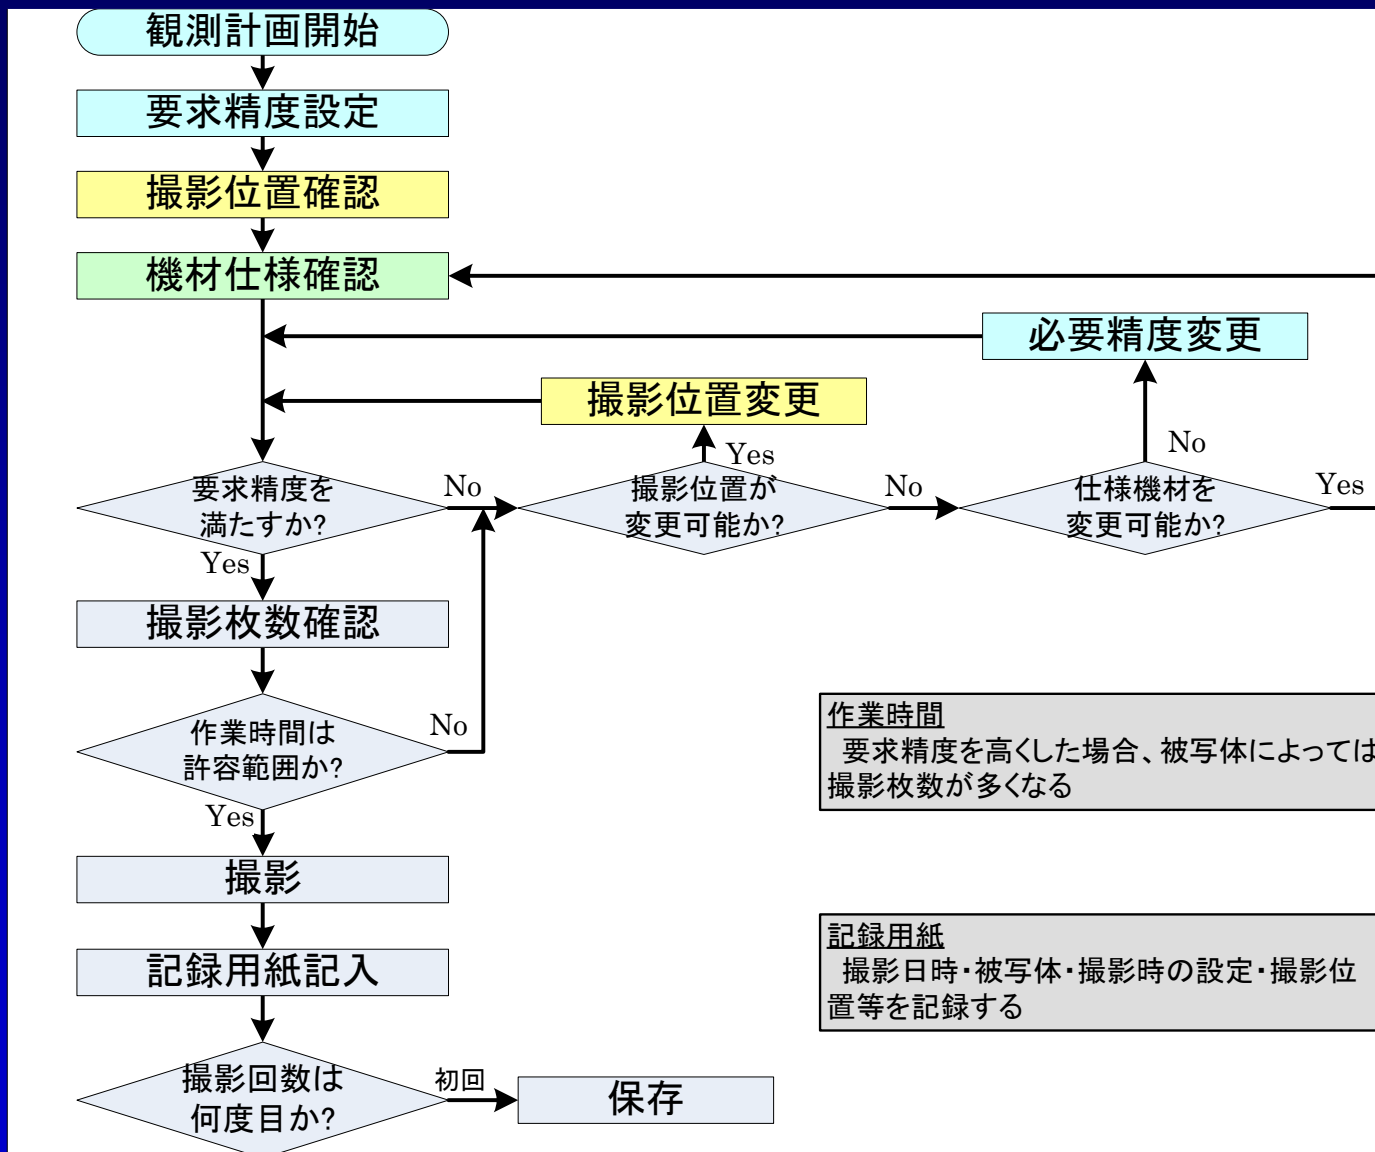 観測計画開始
要求精度設定
撮影位置確認
機材仕様確認
必要精度変更
撮影位置変更
No
Yes
要求精度を
満たすか?
No
撮影位置が
変更可能か?
No
仕様機材を
変更可能か?
Yes
Yes
撮影枚数確認
作業時間は
許容範囲か?
No
作業時間
要求精度を高くした場合、被写体によっては
撮影枚数が多くなる
Yes
撮影
記録用紙記入
記録用紙
撮影日時・被写体・撮影時の設定・撮影位
置等を記録する
撮影回数は
何度目か?
初回
保存